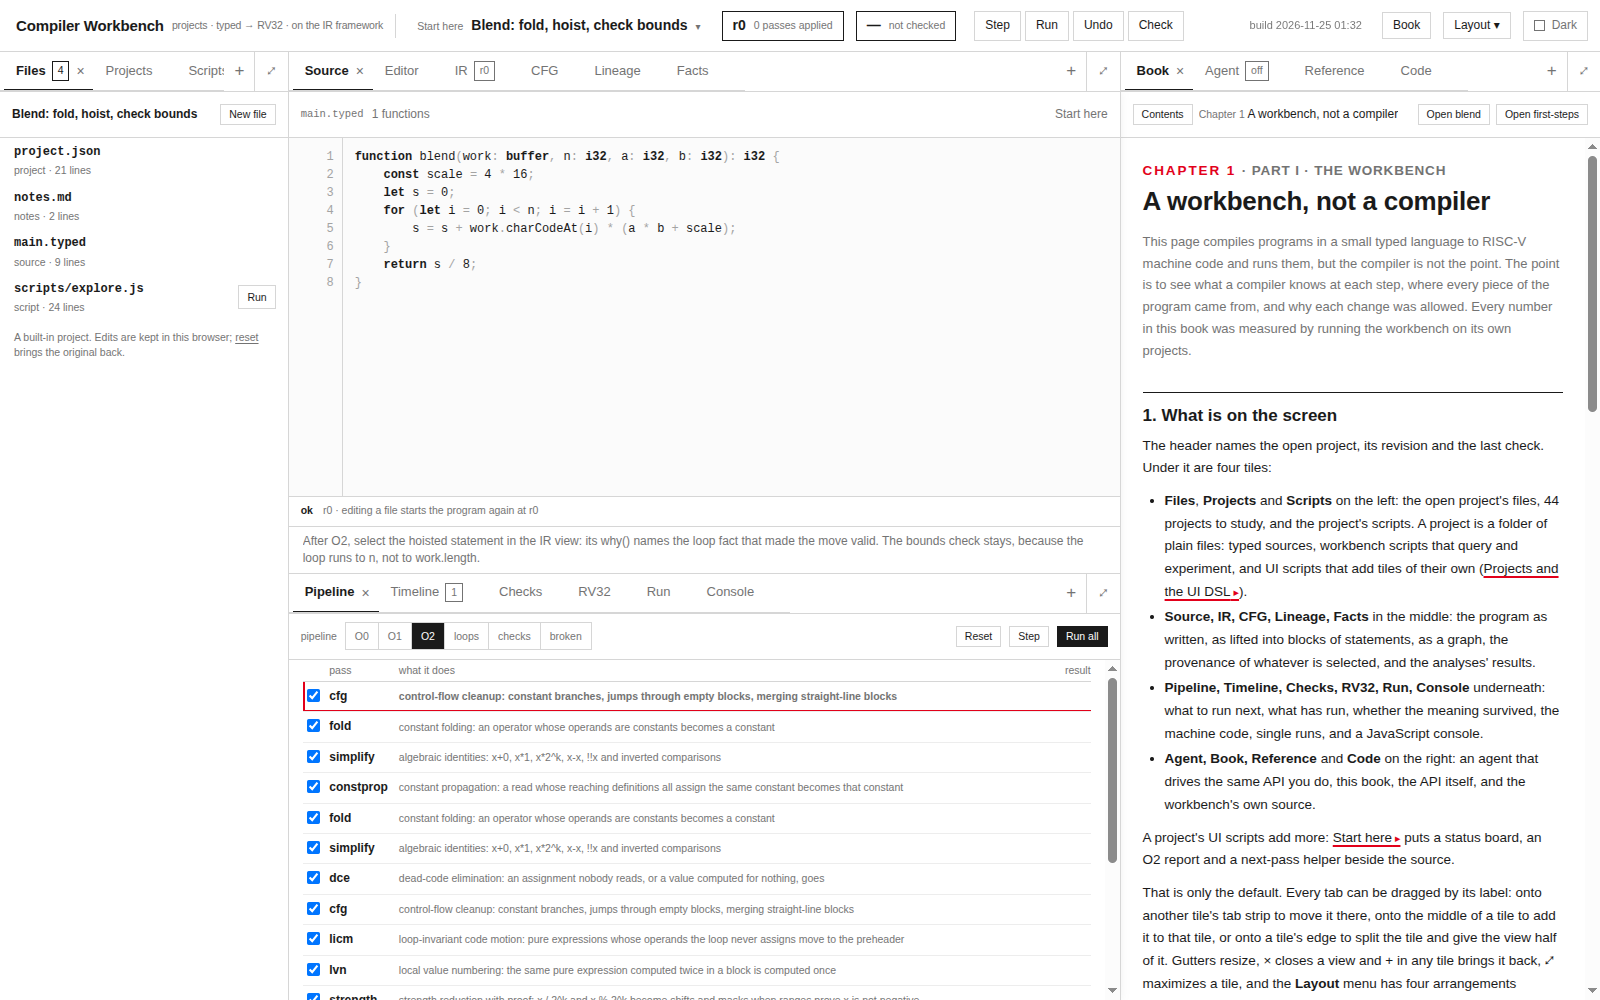 Compiler Workbench projects · typed → RV32 · on the IR framework Start here Blend: fold, hoist, check bounds ▾ r0 0 passes applied — not checked Step Run Undo Check build 2026-11-25 01:32 Book Layout ▾ Dark
Files 4 × Projects Scripts + ⤢ Source × Editor IR r0 CFG Lineage Facts + ⤢ Book × Agent off Reference Code + ⤢
Blend: fold, hoist, check bounds New file
main.typed 1 functions Start here
Contents Chapter 1 A workbench, not a compiler Open blend Open first-steps
project.json
project · 21 lines
notes.md
notes · 2 lines
main.typed
source · 9 lines
scripts/explore.js
script · 24 lines
Run
A built-in project. Edits are kept in this browser; reset
brings the original back.
1 function blend(work: buffer, n: i32, a: i32, b: i32): i32 {
2 const scale = 4 * 16;
3 let s = 0;
4 for (let i = 0; i < n; i = i + 1) {
5 s = s + work.charCodeAt(i) * (a * b + scale);
6 }
7 return s / 8;
8 }
ok r0 · editing a file starts the program again at r0
After O2, select the hoisted statement in the IR view: its why() names the loop fact that made the move valid. The bounds check stays, because the
loop runs to n, not to work.length.
Pipeline × Timeline 1 Checks RV32 Run Console + ⤢
pipeline O0 O1 O2 loops checks broken Reset Step Run all
pass what it does result
cfg control-flow cleanup: constant branches, jumps through empty blocks, merging straight-line blocks
fold constant folding: an operator whose operands are constants becomes a constant
simplify algebraic identities: x+0, x*1, x*2^k, x-x, !!x and inverted comparisons
constprop constant propagation: a read whose reaching definitions all assign the same constant becomes that constant
fold constant folding: an operator whose operands are constants becomes a constant
simplify algebraic identities: x+0, x*1, x*2^k, x-x, !!x and inverted comparisons
dce dead-code elimination: an assignment nobody reads, or a value computed for nothing, goes
cfg control-flow cleanup: constant branches, jumps through empty blocks, merging straight-line blocks
licm loop-invariant code motion: pure expressions whose operands the loop never assigns move to the preheader
lvn local value numbering: the same pure expression computed twice in a block is computed once
strength strength reduction with proof: x / 2^k and x % 2^k become shifts and masks when ranges prove x is not negative
CHAPTER 1 · PART I · THE WORKBENCH
A workbench, not a compiler
This page compiles programs in a small typed language to RISC-V
machine code and runs them, but the compiler is not the point. The point
is to see what a compiler knows at each step, where every piece of the
program came from, and why each change was allowed. Every number
in this book was measured by running the workbench on its own
projects.
1. What is on the screen
The header names the open project, its revision and the last check.
Under it are four tiles:
• Files, Projects and Scripts on the left: the open project's files, 44
projects to study, and the project's scripts. A project is a folder of
plain files: typed sources, workbench scripts that query and
experiment, and UI scripts that add tiles of their own (Projects and
the UI DSL ▸).
• Source, IR, CFG, Lineage, Facts in the middle: the program as
written, as lifted into blocks of statements, as a graph, the
provenance of whatever is selected, and the analyses' results.
• Pipeline, Timeline, Checks, RV32, Run, Console underneath:
what to run next, what has run, whether the meaning survived, the
machine code, single runs, and a JavaScript console.
• Agent, Book, Reference and Code on the right: an agent that
drives the same API you do, this book, the API itself, and the
workbench's own source.
A project's UI scripts add more: Start here ▸ puts a status board, an
O2 report and a next-pass helper beside the source.
That is only the default. Every tab can be dragged by its label: onto
another tile's tab strip to move it there, onto the middle of a tile to add
it to that tile, or onto a tile's edge to split the tile and give the view half
of it. Gutters resize, × closes a view and + in any tile brings it back, ⤢
maximizes a tile, and the Layout menu has four arrangements